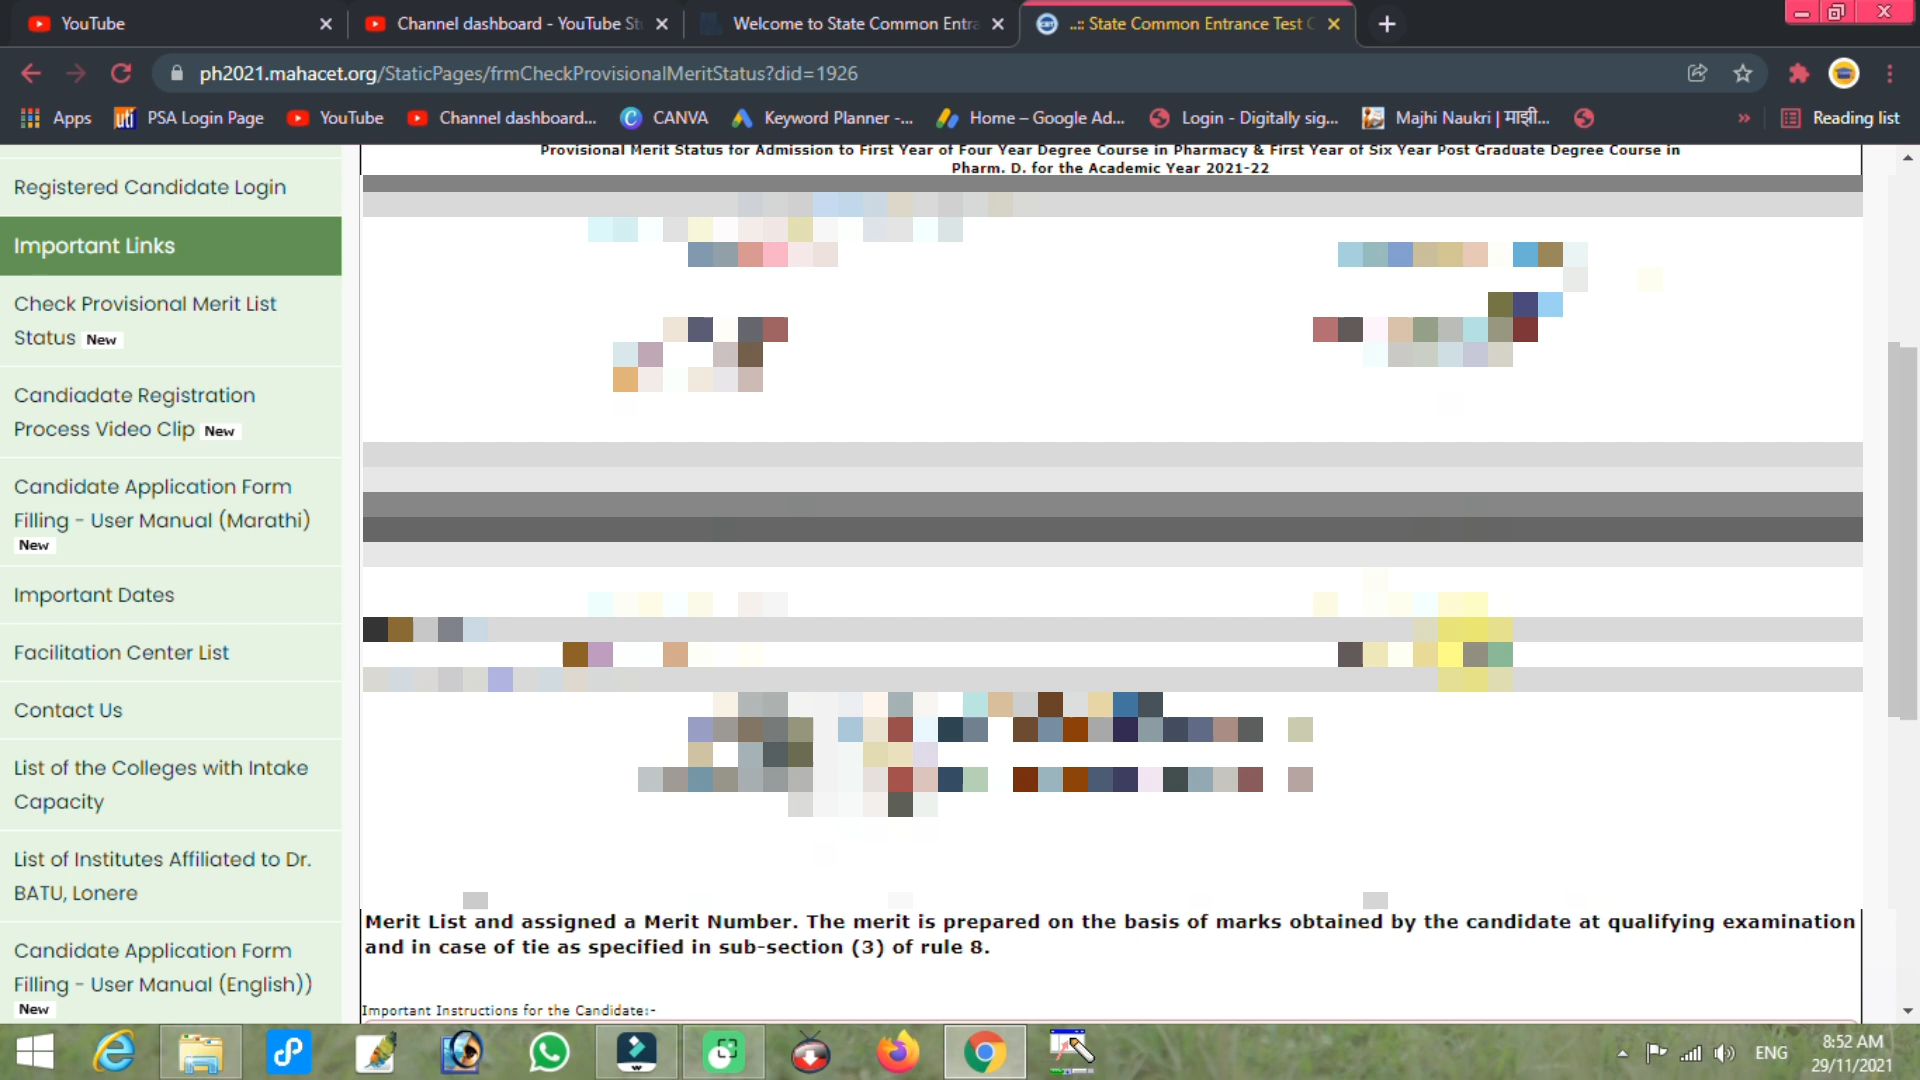 YouTube
Channel dashboard - YouTube St
Welcome to State Common Entra
..:: State Common Entrance Test C
ph2021.mahacet.org/StaticPages/frmCheckProvisionalMeritStatus?did=1926
Apps
uti PSA Login Page
YouTube
Channel dashboard...
CANVA
Keyword Planner -...
Home – Google Ad...
Login - Digitally sig...
Majhi Naukri | माझी...
»
Reading list
Registered Candidate Login
Important Links
Check Provisional Merit List
Status New
Candiadate Registration
Process Video Clip New
Candidate Application Form
Filling - User Manual (Marathi)
New
Important Dates
Facilitation Center List
Contact Us
List of the Colleges with Intake
Capacity
List of Institutes Affiliated to Dr.
BATU, Lonere
Candidate Application Form
Filling - User Manual (English))
New
Provisional Merit Status for Admission to First Year of Four Year Degree Course in Pharmacy & First Year of Six Year Post Graduate Degree Course in
Pharm. D. for the Academic Year 2021-22
Merit List and assigned a Merit Number. The merit is prepared on the basis of marks obtained by the candidate at qualifying examination
and in case of tie as specified in sub-section (3) of rule 8.
Important Instructions for the Candidate:-
ENG
8:52 AM
29/11/2021